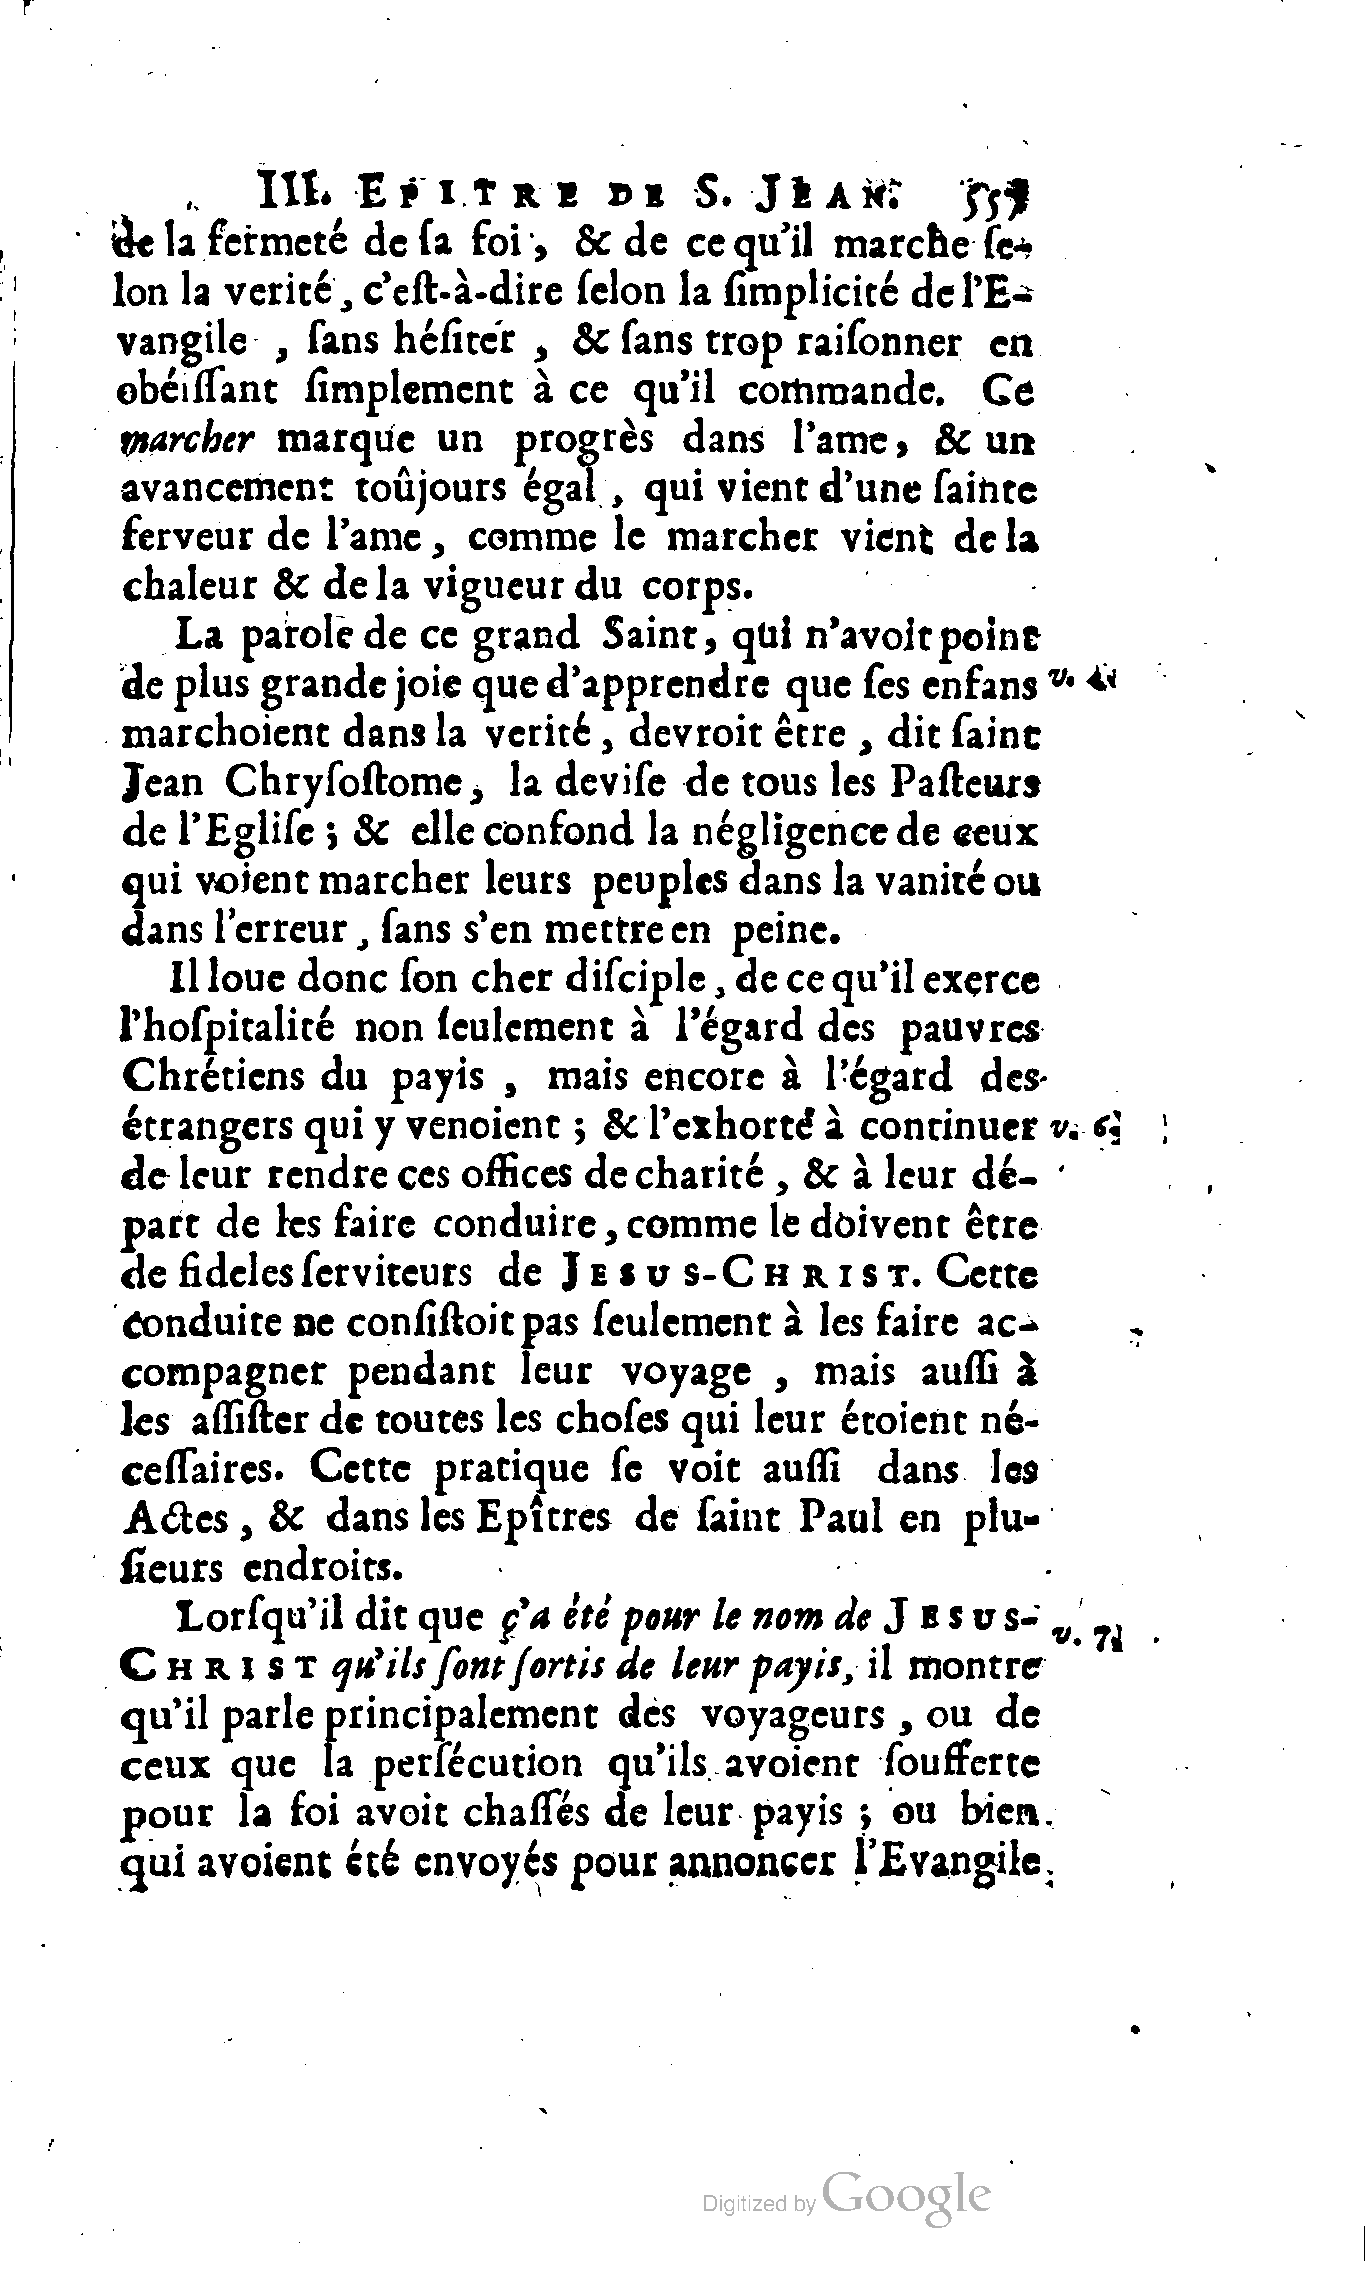 III. EPITRE DE S. JEAN. 557
de la fermeté de ſa foi, & de ce qu'il marche ſe-
lon la verité, c'eſt-à-dire ſelon la ſimplicité de l'E-
vangile, ſans héſiter, & ſans trop raiſonner en
obéiſſant ſimplement à ce qu'il commande. Ce
marcher marque un progrès dans l'ame, & un
avancement toûjours égal, qui vient d'une ſainte
ferveur de l'ame, comme le marcher vient de la
chaleur & de la vigueur du corps.
La parole de ce grand Saint, qui n'avoit point
de plus grande joie que d'apprendre que ſes enfans v. 4.
marchoient dans la verité, devroit être, dit ſaint
Jean Chryſoſtome, la deviſe de tous les Paſteurs
de l'Egliſe; & elle confond la négligence de ceux
qui voient marcher leurs peuples dans la vanité ou
dans l'erreur, ſans s'en mettre en peine.
Il loue donc ſon cher diſciple, de ce qu'il exerce
l'hoſpitalité non ſeulement à l'égard des pauvres
Chrétiens du payis, mais encore à l'égard des
étrangers qui y venoient; & l'exhorte à continuer v. 6.
de leur rendre ces offices de charité, & à leur dé-
part de les faire conduire, comme le doivent être
de fideles ſerviteurs de JESUS-CHRIST. Cette
conduite ne conſiſtoit pas ſeulement à les faire ac-
compagner pendant leur voyage, mais auſſi à
les aſſiſter de toutes les choſes qui leur étoient né-
ceſſaires. Cette pratique ſe voit auſſi dans les
Actes, & dans les Epîtres de ſaint Paul en plu-
ſieurs endroits.
Lorſqu'il dit que ç'a été pour le nom de JESUS- v. 7.
CHRIST qu'ils ſont ſortis de leur payis, il montre
qu'il parle principalement des voyageurs, ou de
ceux que la perſécution qu'ils avoient ſoufferte
pour la foi avoit chaſſés de leur payis; ou bien
qui avoient été envoyés pour annoncer l'Evangile.
Digitized by Google